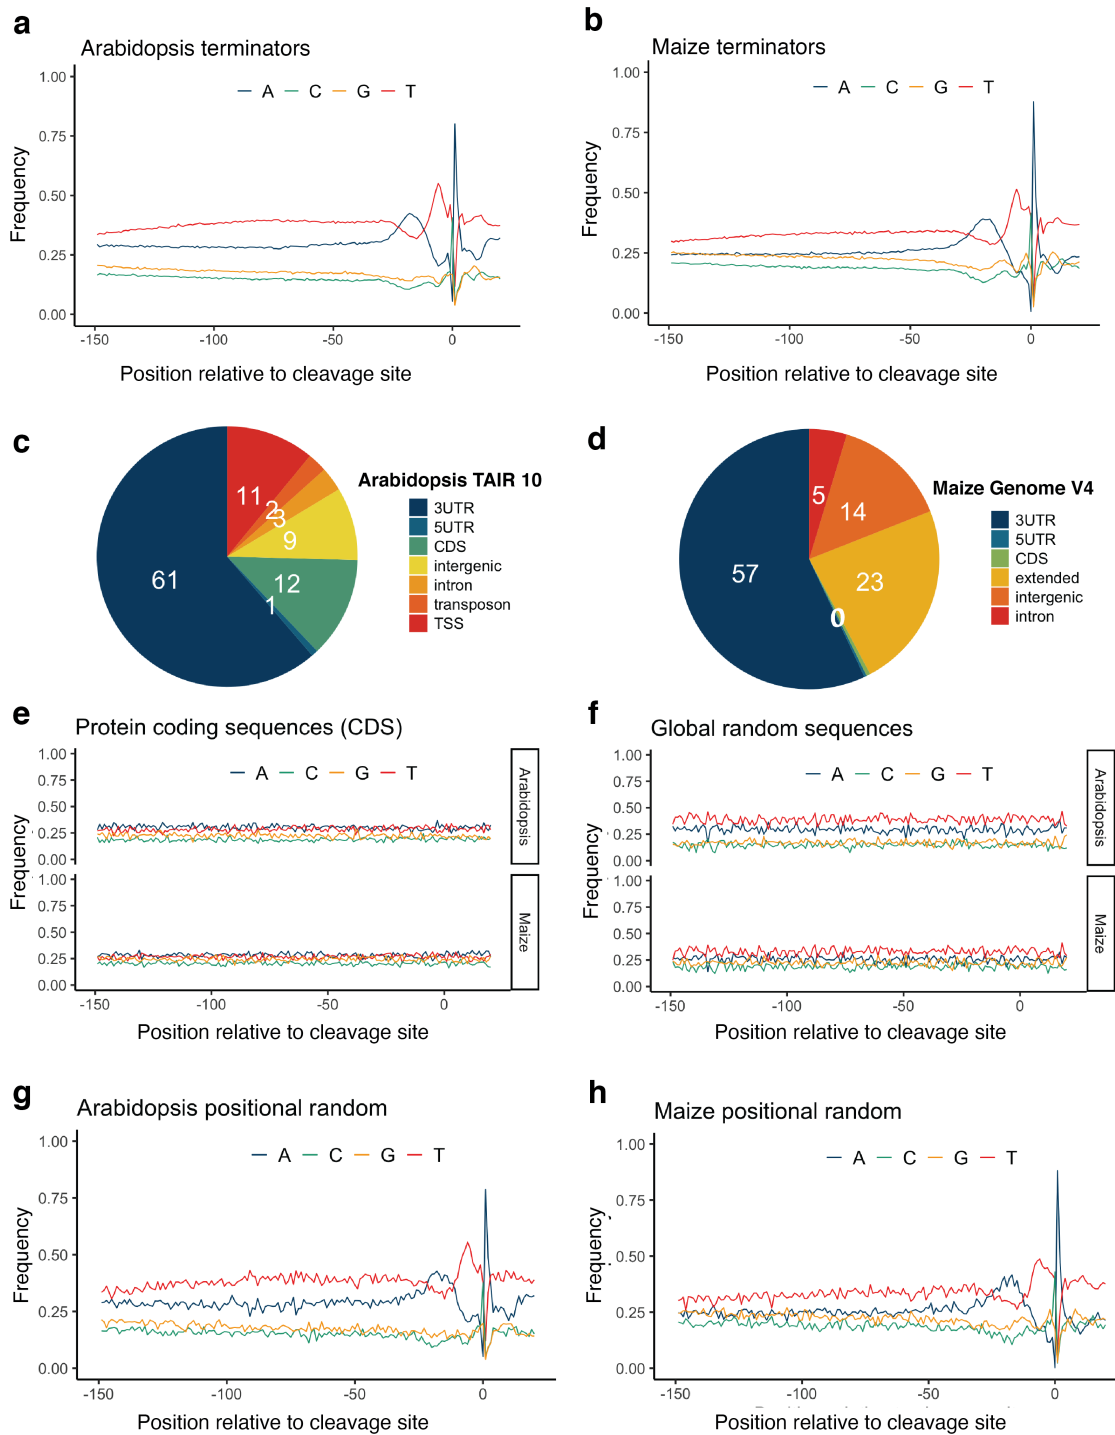 a
Arabidopsis terminators
A C G T
1.00
0.75
0.50
0.25
0.00
Frequency
-150 -100 -50 0
Position relative to cleavage site
b
Maize terminators
A C G T
1.00
0.75
0.50
0.25
0.00
Frequency
-150 -100 -50 0
Position relative to cleavage site
c
11
2
3
9
12
1
61
Arabidopsis TAIR 10
3UTR
5UTR
CDS
intergenic
intron
transposon
TSS
d
5
14
23
0
57
Maize Genome V4
3UTR
5UTR
CDS
extended
intergenic
intron
e
Protein coding sequences (CDS)
A C G T
1.00
0.75
0.50
0.25
0.00
Arabidopsis
1.00
0.75
0.50
0.25
0.00
Maize
Frequency
-150 -100 -50 0
Position relative to cleavage site
f
Global random sequences
A C G T
1.00
0.75
0.50
0.25
0.00
Arabidopsis
1.00
0.75
0.50
0.25
0.00
Maize
Frequency
-150 -100 -50 0
Position relative to cleavage site
g
Arabidopsis positional random
A C G T
1.00
0.75
0.50
0.25
0.00
Frequency
-150 -100 -50 0
Position relative to cleavage site
h
Maize positional random
A C G T
1.00
0.75
0.50
0.25
0.00
Frequency
-150 -100 -50 0
Position relative to cleavage site